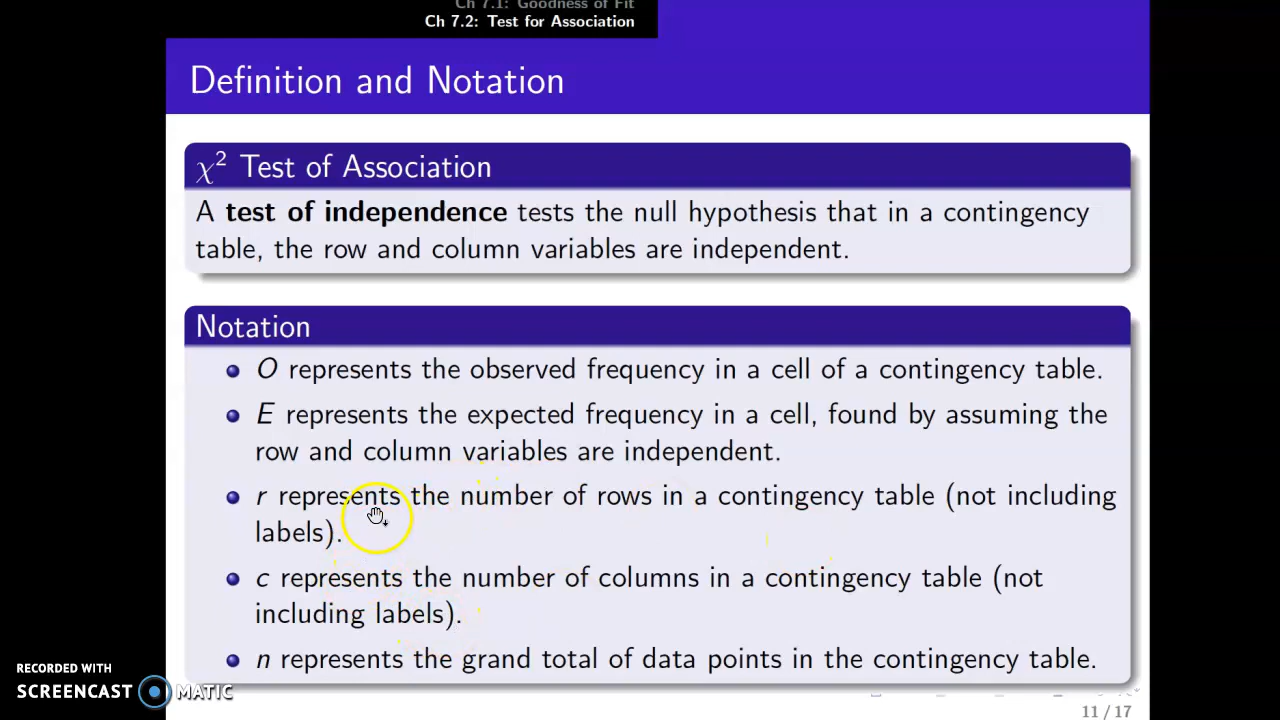 Ch 7.1: Goodness of Fit
Ch 7.2: Test for Association
Definition and Notation
χ² Test of Association
A test of independence tests the null hypothesis that in a contingency
table, the row and column variables are independent.
Notation
O represents the observed frequency in a cell of a contingency table.
E represents the expected frequency in a cell, found by assuming the
row and column variables are independent.
r represents the number of rows in a contingency table (not including
labels).
c represents the number of columns in a contingency table (not
including labels).
n represents the grand total of data points in the contingency table.
RECORDED WITH
SCREENCAST MATIC
11 / 17